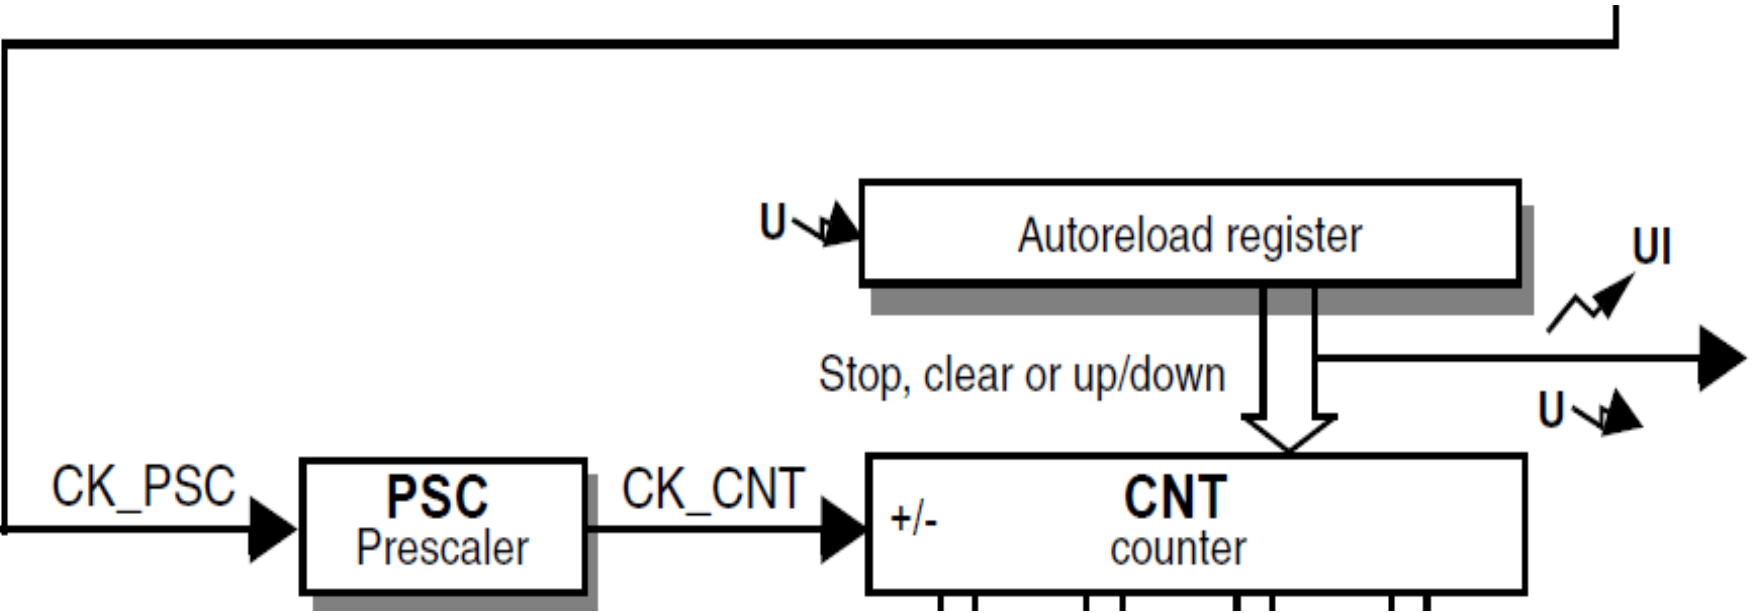 U
Autoreload register
UI
Stop, clear or up/down
U
CK_PSC
PSC
Prescaler
CK_CNT
+/-
CNT
counter